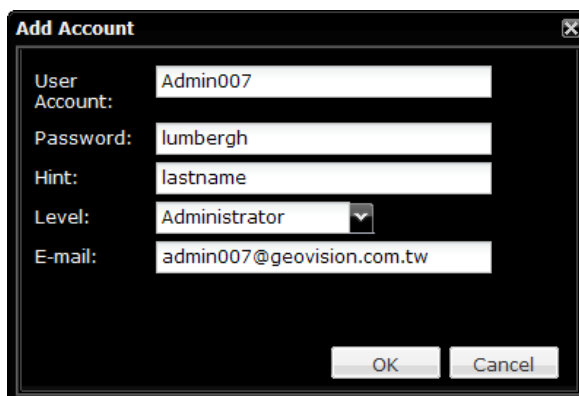 Add Account
User Account:
Admin007
Password:
lumbergh
Hint:
lastname
Level:
Administrator
E-mail:
admin007@geovision.com.tw
OK
Cancel